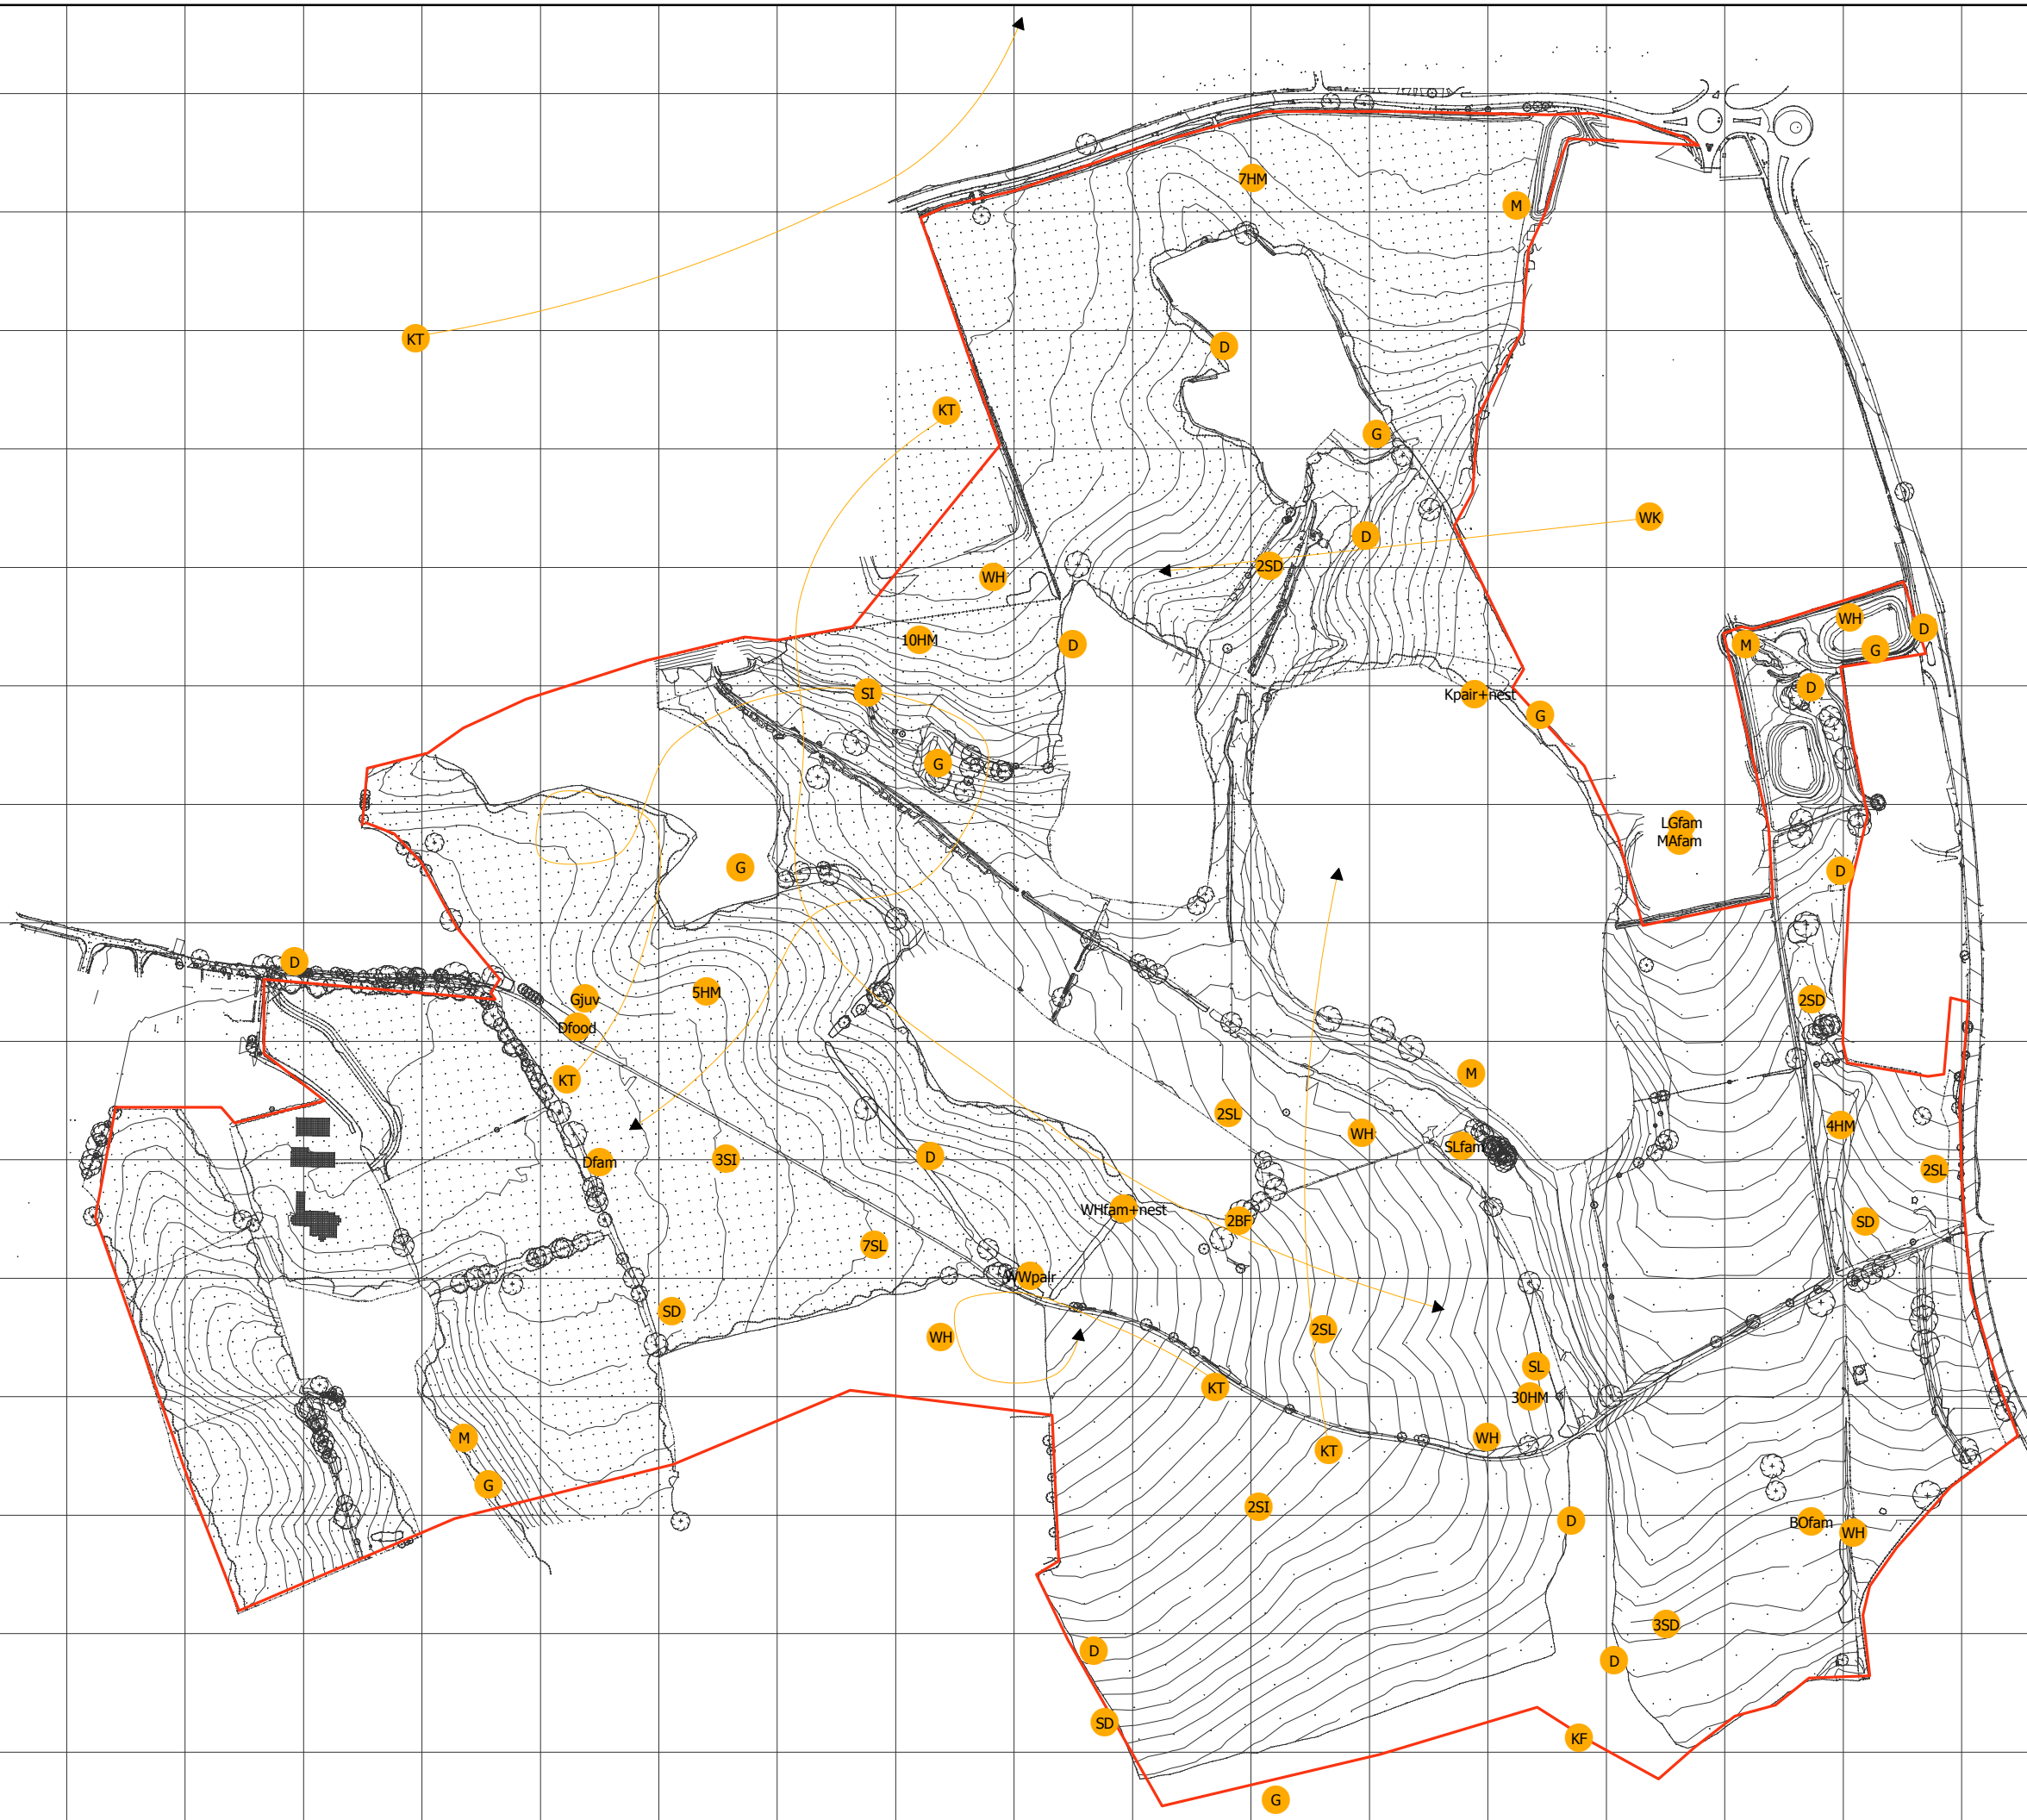 7HM
M
KT
D
KT
G
WK
D
2SD
WH
WH
D
10HM
D
M
G
D
SI
Kpair+nest
G
G
LGfam
MAfam
G
D
D
5HM
Gjuv
2SD
Dfood
M
KT
2SL
4HM
WH
SLfam
D
3SI
Dfam
2SL
WHfam+nest
2BF
SD
7SL
WWpair
SD
2SL
WH
SL
KT
30HM
WH
M
KT
G
2SI
D
BOfam
WH
3SD
D
D
SD
KF
G